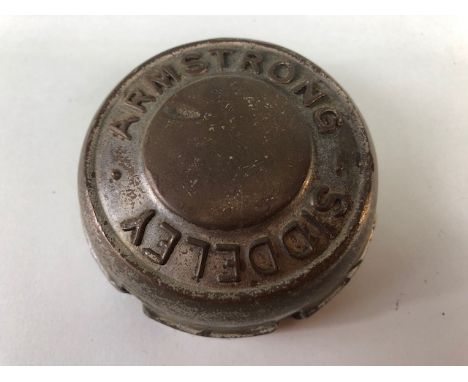 ARMSTRONG · SIDDELEY ·